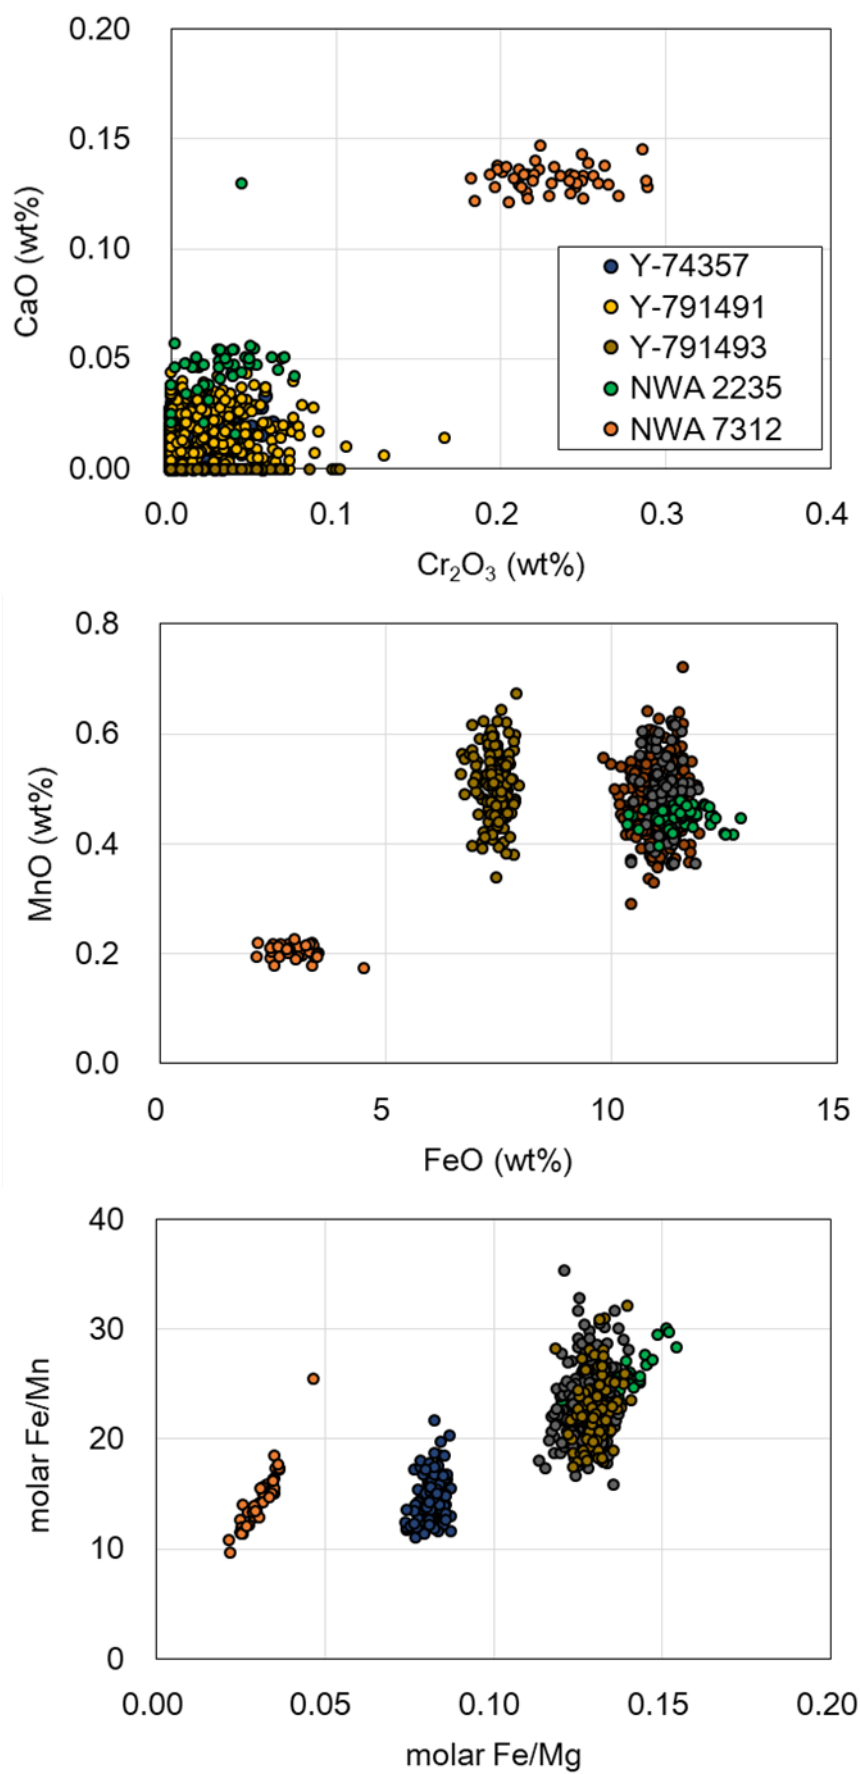 0.20
0.15
0.10
0.05
0.00
CaO (wt%)
Y-74357
Y-791491
Y-791493
NWA 2235
NWA 7312
0.0 0.1 0.2 0.3 0.4
Cr₂O₃ (wt%)
0.8
0.6
0.4
0.2
0.0
MnO (wt%)
0 5 10 15
FeO (wt%)
40
30
20
10
0
molar Fe/Mn
0.00 0.05 0.10 0.15 0.20
molar Fe/Mg